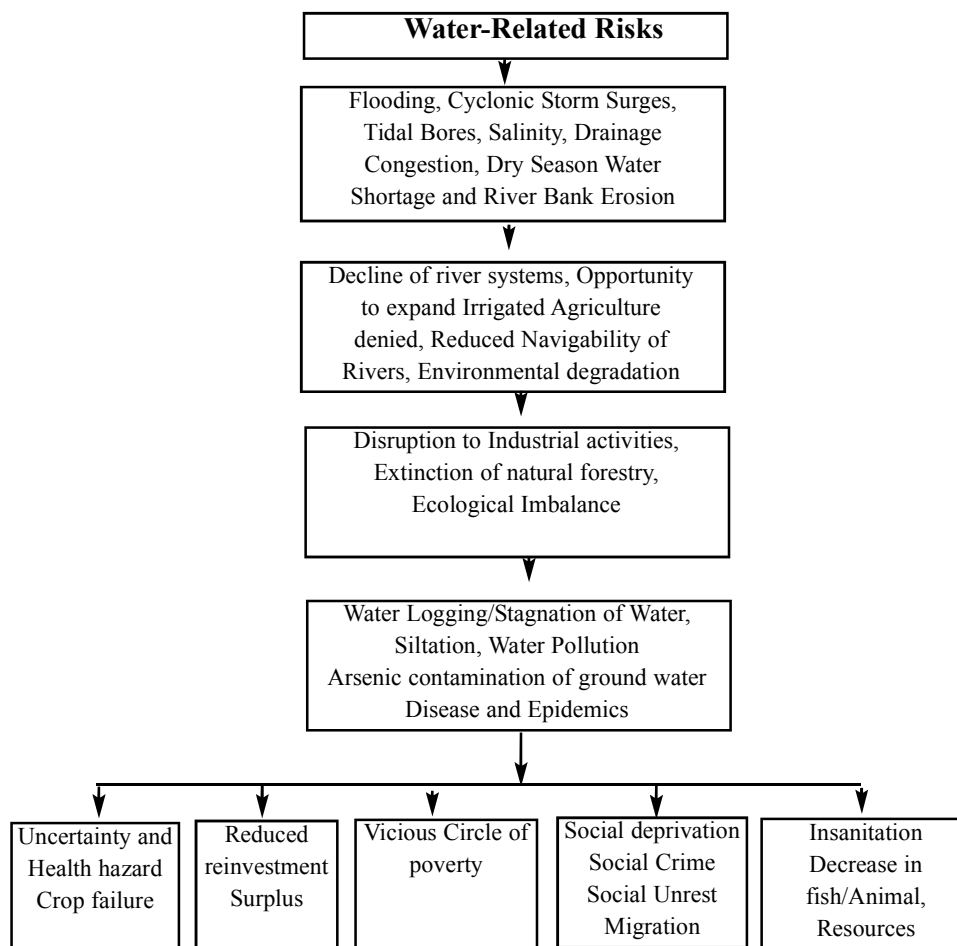 Water-Related Risks
Flooding, Cyclonic Storm Surges,
Tidal Bores, Salinity, Drainage
Congestion, Dry Season Water
Shortage and River Bank Erosion
Decline of river systems, Opportunity
to expand Irrigated Agriculture
denied, Reduced Navigability of
Rivers, Environmental degradation
Disruption to Industrial activities,
Extinction of natural forestry,
Ecological Imbalance
Water Logging/Stagnation of Water,
Siltation, Water Pollution
Arsenic contamination of ground water
Disease and Epidemics
Uncertainty and
Health hazard
Crop failure
Reduced
reinvestment
Surplus
Vicious Circle of
poverty
Social deprivation
Social Crime
Social Unrest
Migration
Insanitation
Decrease in
fish/Animal,
Resources